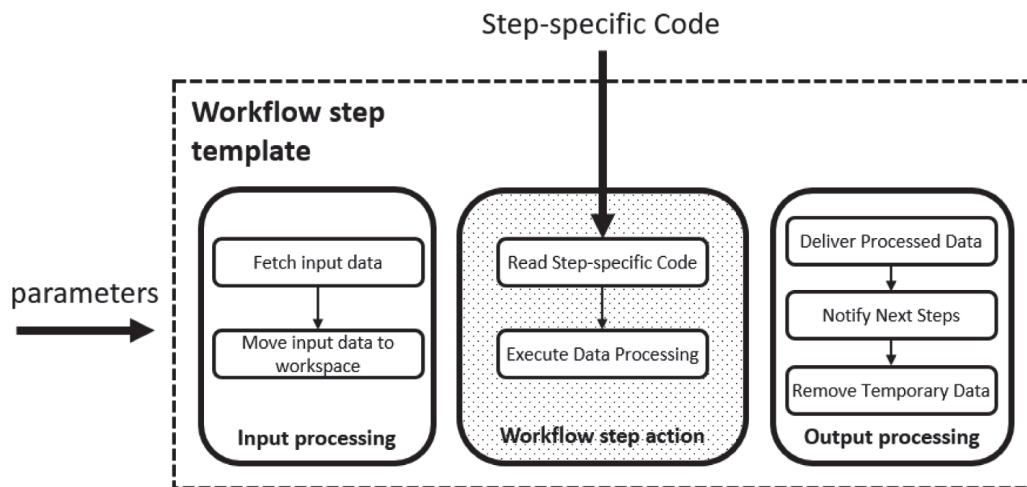 Step-specific Code
Workflow step
template
parameters
Fetch input data
Move input data to
workspace
Input processing
Read Step-specific Code
Execute Data Processing
Workflow step action
Deliver Processed Data
Notify Next Steps
Remove Temporary Data
Output processing